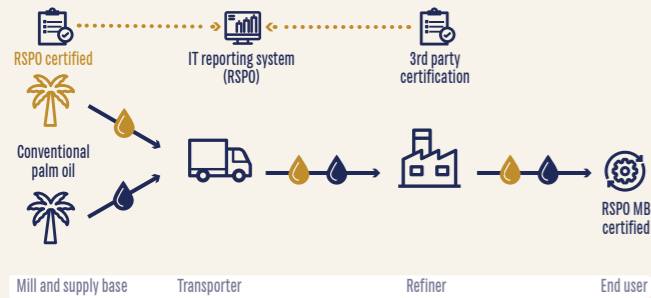 RSPO certified
IT reporting system
(RSPO)
3rd party
certification
Conventional
palm oil
RSPO MB
certified
Mill and supply base
Transporter
Refiner
End user